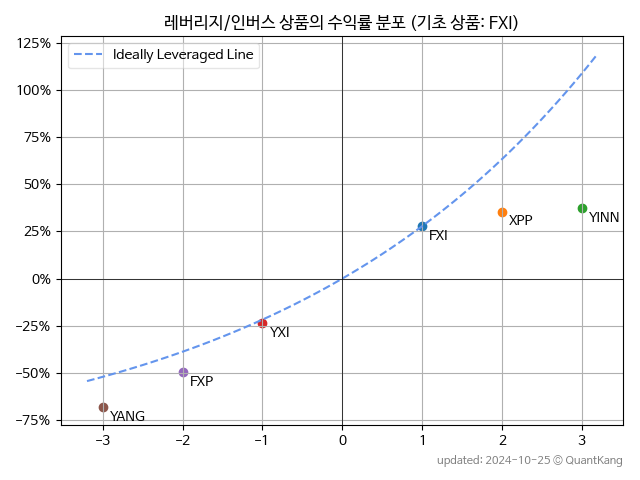 레버리지/인버스 상품의 수익률 분포 (기초 상품: FXI)
125%
Ideally Leveraged Line
100%
75%
50%
XPP
YINN
25%
FXI
0%
−25%
YXI
−50%
FXP
YANG
−75%
−3 −2 −1 0 1 2 3
updated: 2024-10-25 © QuantKang